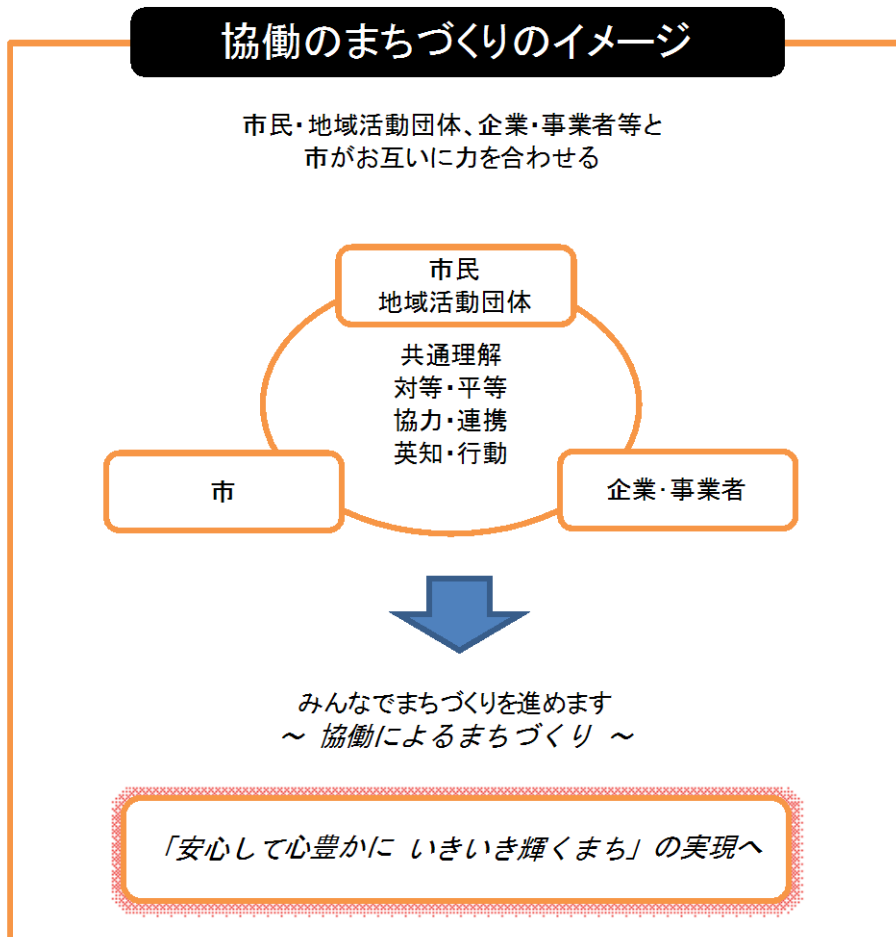 協働のまちづくりのイメージ
市民・地域活動団体、企業・事業者等と
市がお互いに力を合わせる
市民
地域活動団体
共通理解
対等・平等
協力・連携
英知・行動
市
企業・事業者
みんなでまちづくりを進めます
～ 協働によるまちづくり ～
「安心して心豊かに いきいき輝くまち」の実現へ